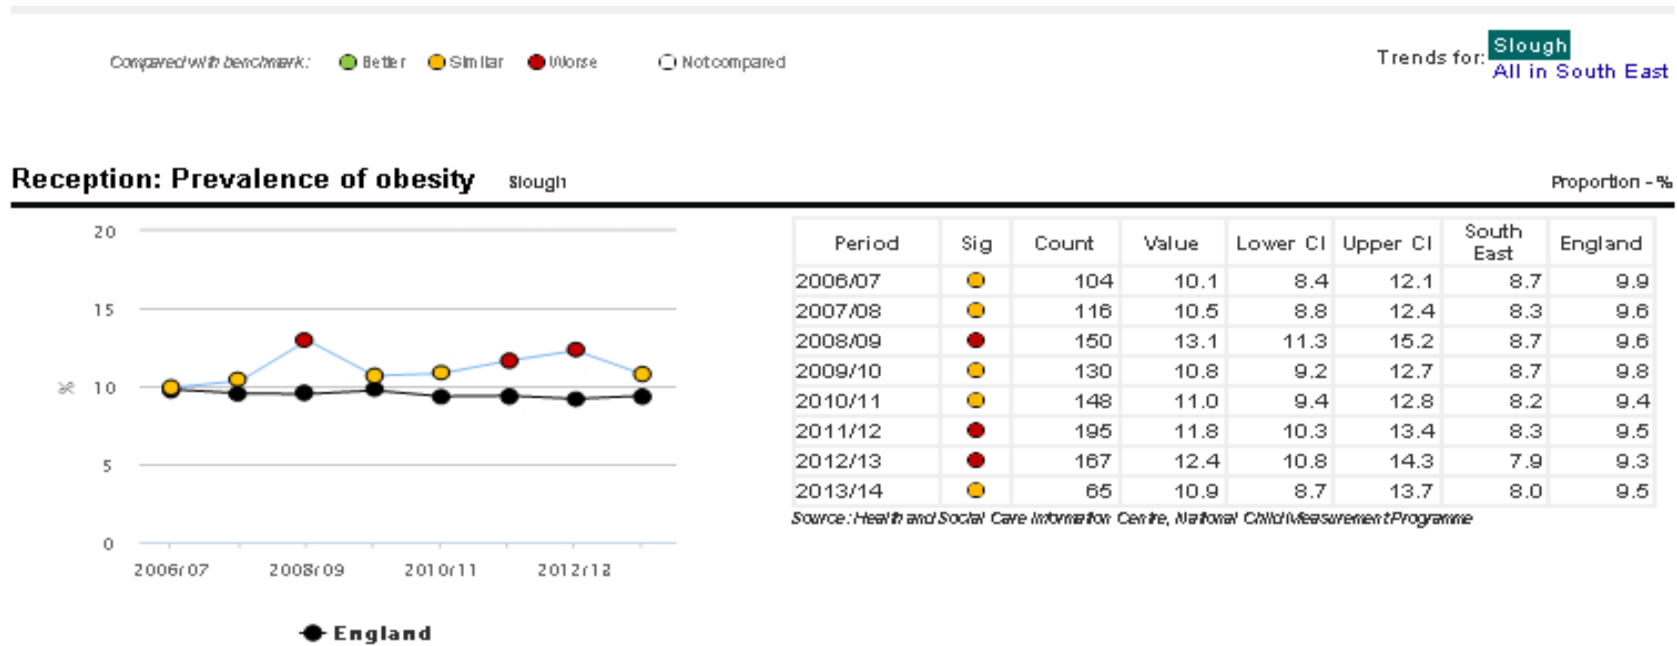 Compared with benchmark: Better Similar Worse Not compared
Trends for: Slough
All in South East
Reception: Prevalence of obesity Slough Proportion - %
20
15
%
10
5
0
2006/07 2008/09 2010/11 2012/13
England
Period Sig Count Value Lower CI Upper CI South East England
2006/07 104 10.1 8.4 12.1 8.7 9.9
2007/08 116 10.5 8.8 12.4 8.3 9.6
2008/09 150 13.1 11.3 15.2 8.7 9.6
2009/10 130 10.8 9.2 12.7 8.7 9.8
2010/11 148 11.0 9.4 12.8 8.2 9.4
2011/12 195 11.8 10.3 13.4 8.3 9.5
2012/13 167 12.4 10.8 14.3 7.9 9.3
2013/14 65 10.9 8.7 13.7 8.0 9.5
Source: Health and Social Care Information Centre, National Child Measurement Programme